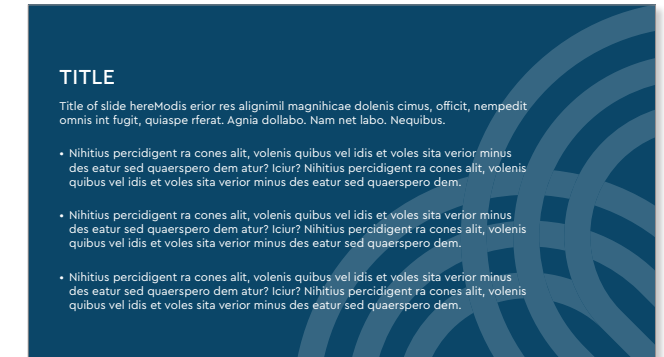 TITLE
Title of slide hereModis erior res alignimil magnihicae dolenis cimus, officit, nempedit
omnis int fugit, quiaspe rferat. Agnia dollabo. Nam net labo. Nequibus.
• Nihitius percidigent ra cones alit, volenis quibus vel idis et voles sita verior minus
des eatur sed quaerspero dem atur? Iciur? Nihitius percidigent ra cones alit, volenis
quibus vel idis et voles sita verior minus des eatur sed quaerspero dem.
• Nihitius percidigent ra cones alit, volenis quibus vel idis et voles sita verior minus
des eatur sed quaerspero dem atur? Iciur? Nihitius percidigent ra cones alit, volenis
quibus vel idis et voles sita verior minus des eatur sed quaerspero dem.
• Nihitius percidigent ra cones alit, volenis quibus vel idis et voles sita verior minus
des eatur sed quaerspero dem atur? Iciur? Nihitius percidigent ra cones alit, volenis
quibus vel idis et voles sita verior minus des eatur sed quaerspero dem.